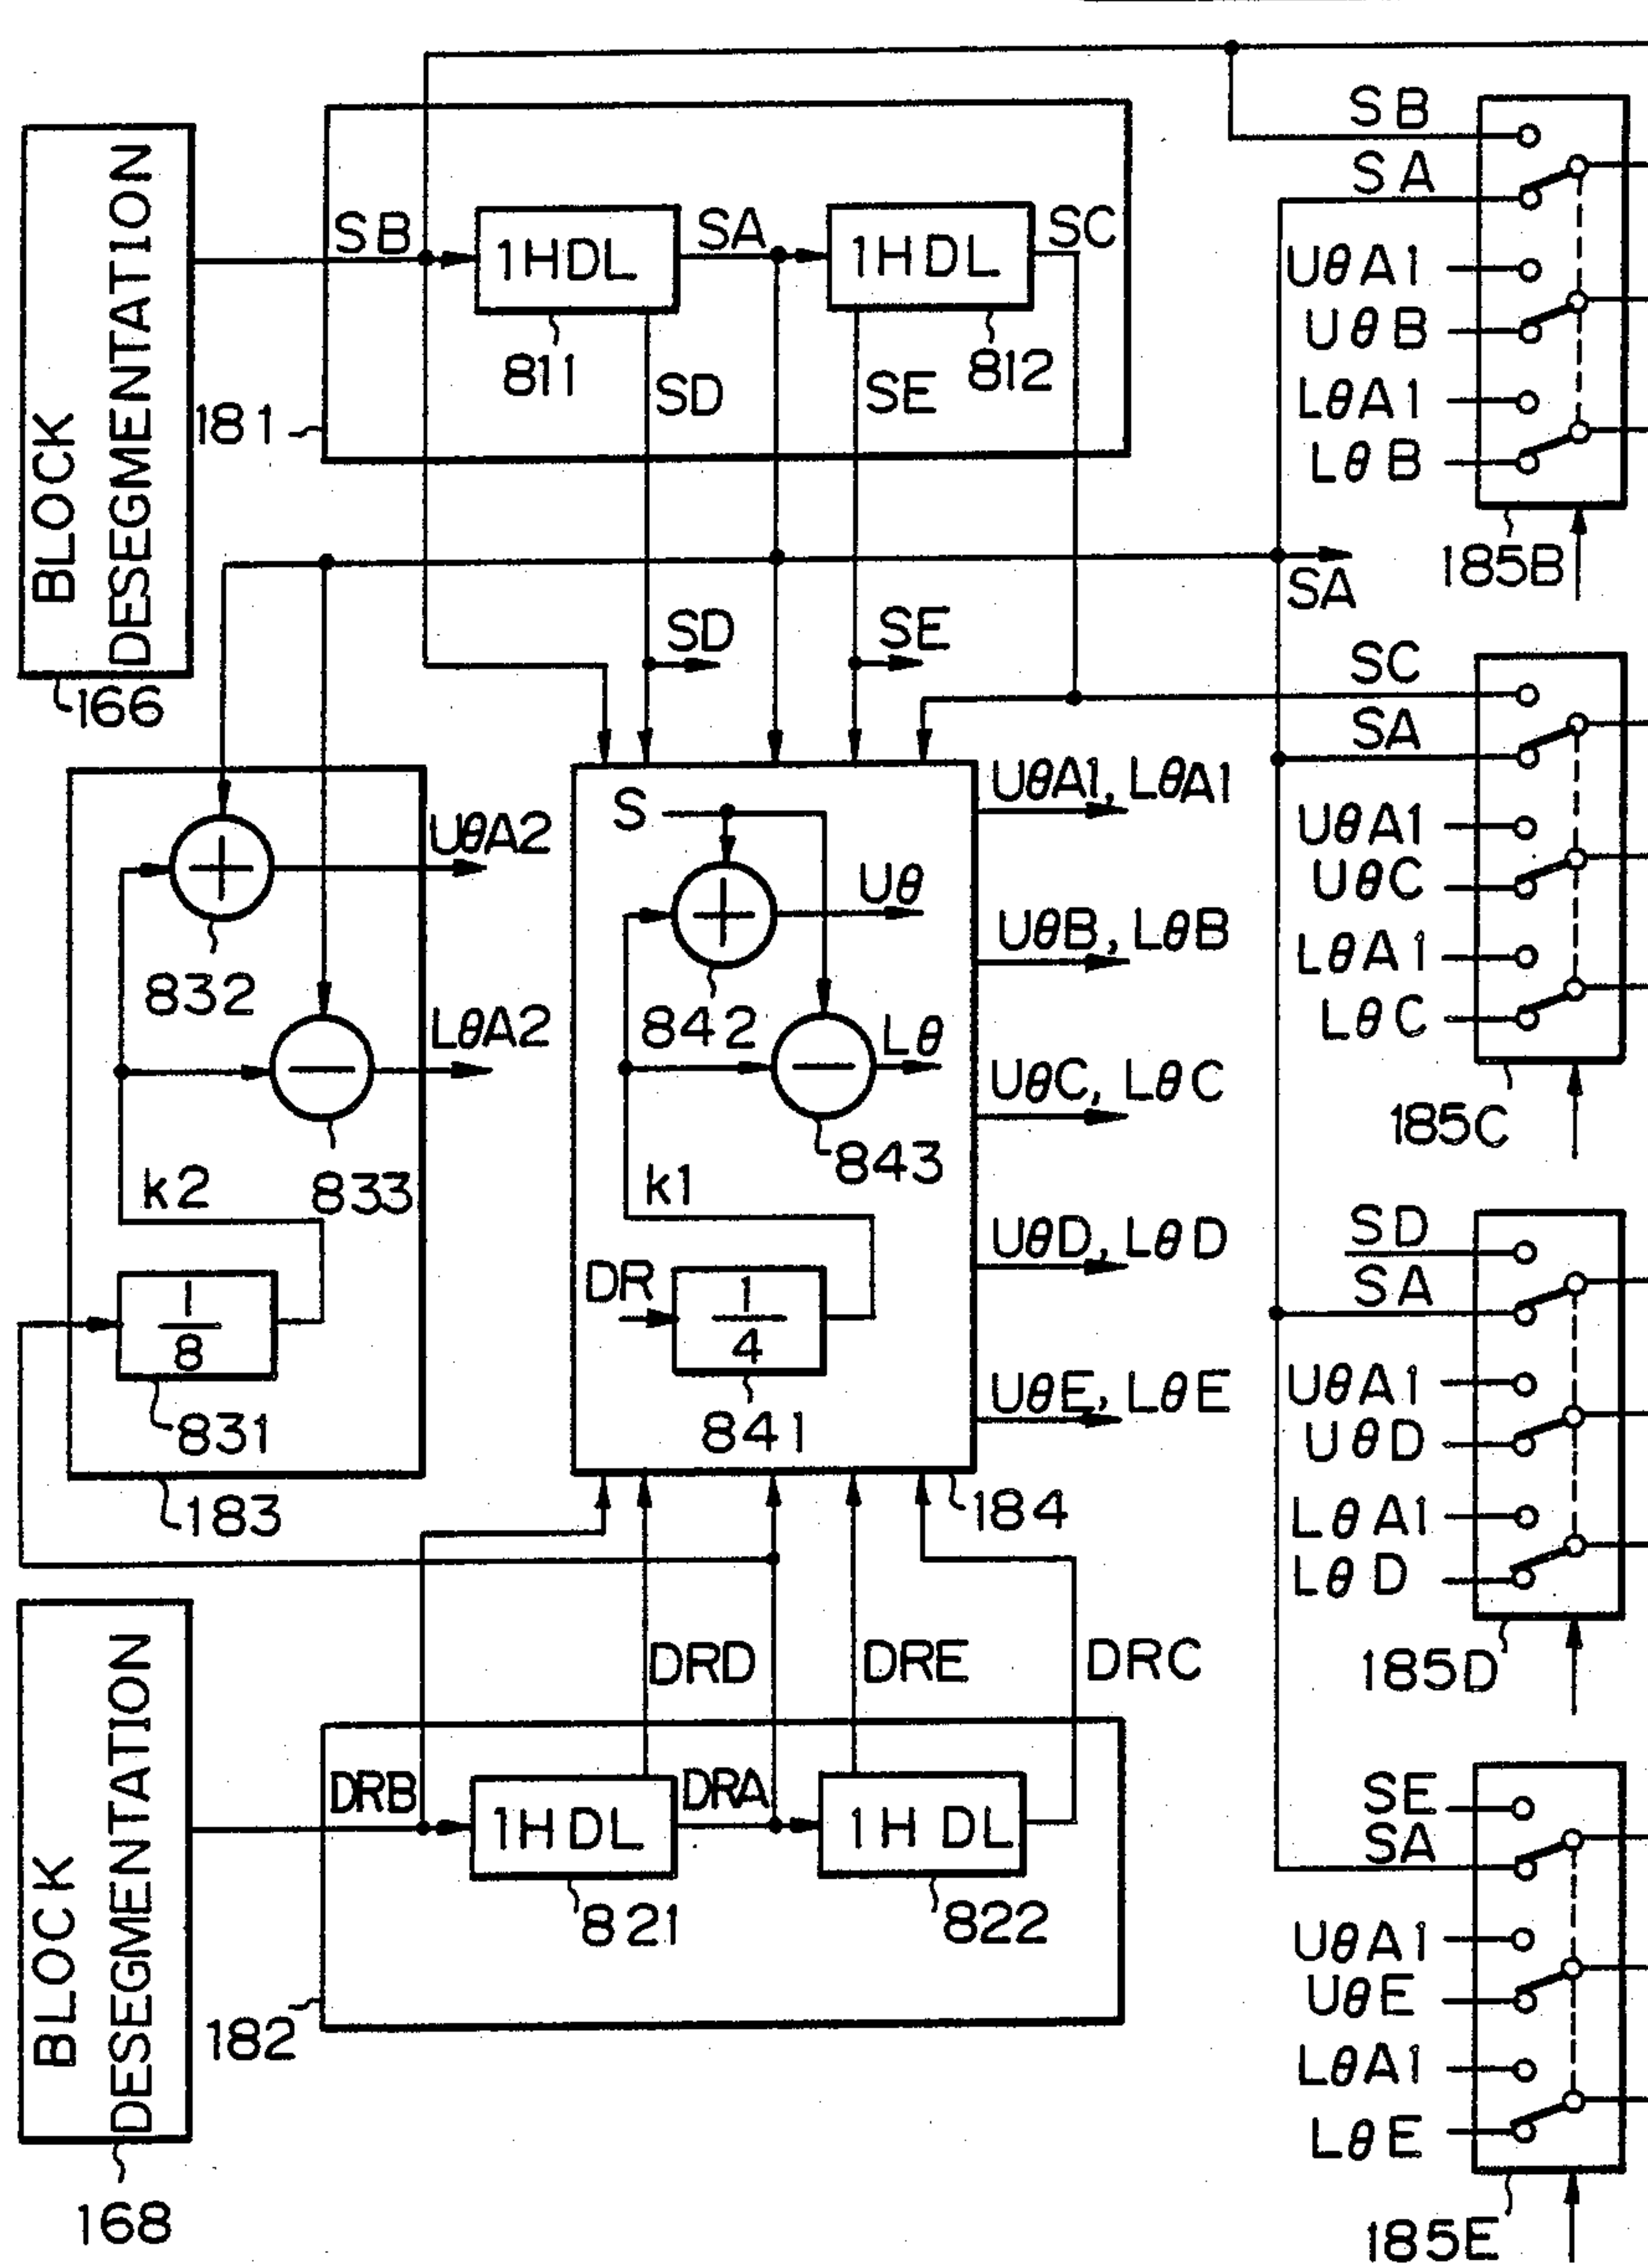 BLOCK
DESEGMENTATION
166
181
SB
1HDL
811
SA
1HDL
812
SC
SD
SE
SB
SA
UθA1
UθB
LθA1
LθB
185B
SA
SD
SE
SC
SA
UθA1
UθC
LθA1
LθC
185C
832
UθA2
833
LθA2
k2
1
8
831
183
S
842
Uθ
843
Lθ
k1
DR
1
4
841
184
UθA1, LθA1
UθB, LθB
UθC, LθC
UθD, LθD
UθE, LθE
SD
SA
UθA1
UθD
LθA1
LθD
185D
BLOCK
DESEGMENTATION
168
182
DRB
1HDL
821
DRA
1HDL
822
DRD
DRE
DRC
SE
SA
UθA1
UθE
LθA1
LθE
185E